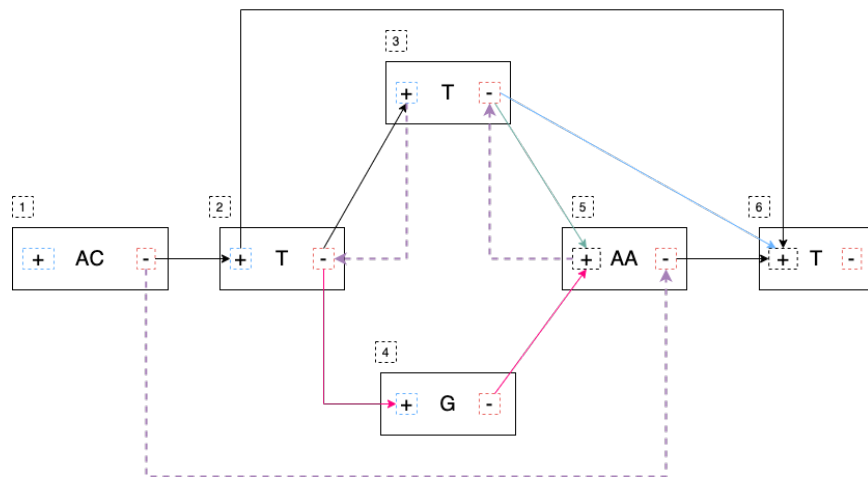 3
+ T -
1
2
5
6
+ AC -
+ T -
+ AA -
+ T -
4
+ G -